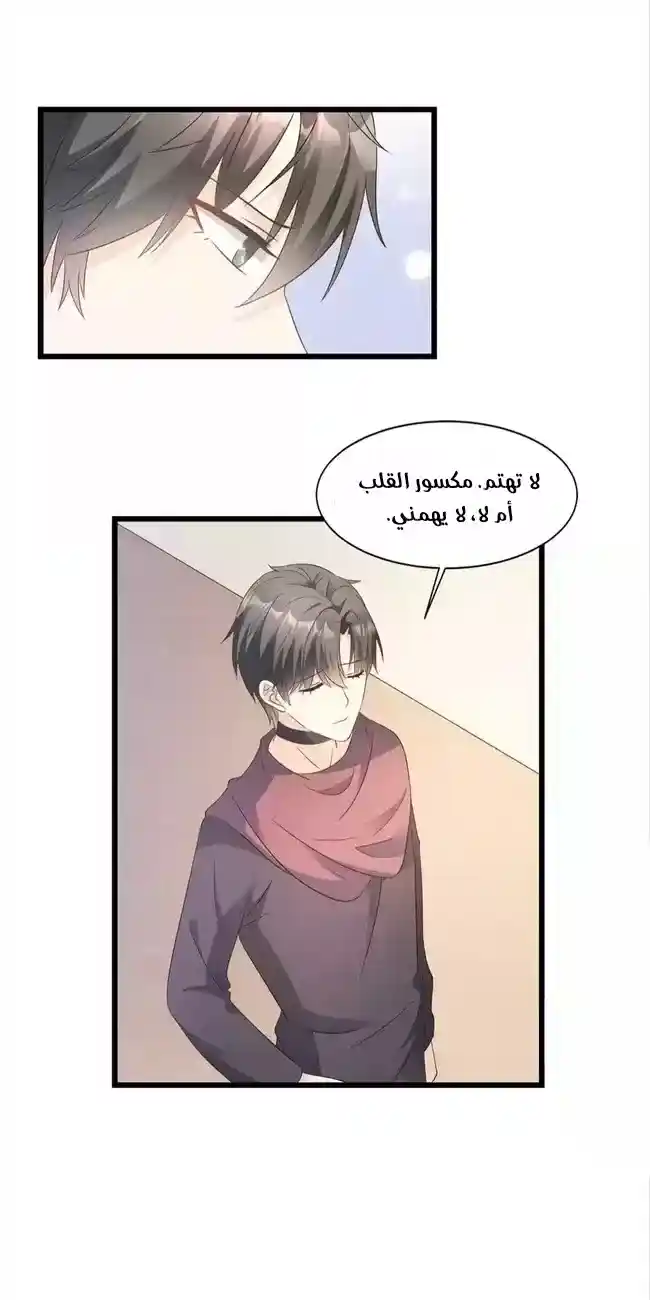 لا تهتم. مكسور القلب
أم لا، لا يهمني.